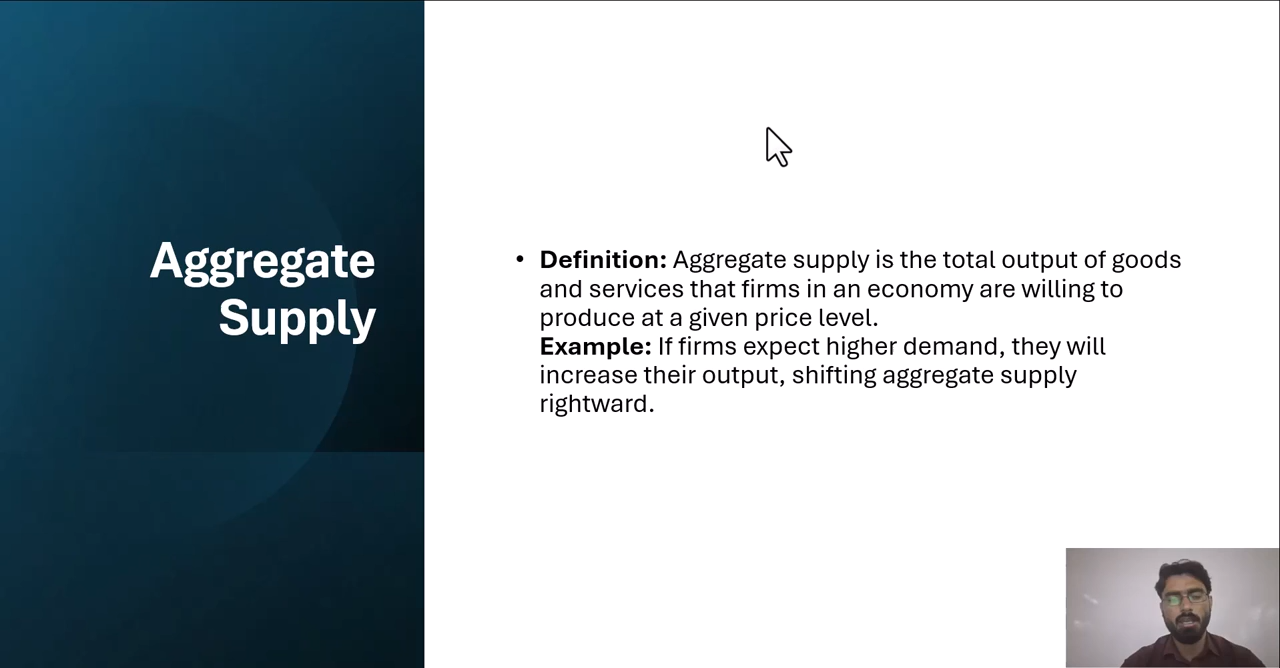 Aggregate
Supply
• Definition: Aggregate supply is the total output of goods
and services that firms in an economy are willing to
produce at a given price level.
Example: If firms expect higher demand, they will
increase their output, shifting aggregate supply
rightward.